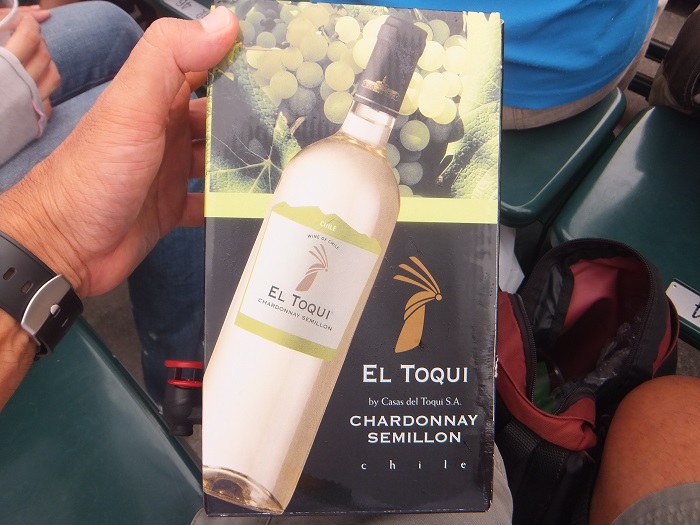 CHILE
WINE OF CHILE
EL TOQUI
CHARDONNAY SEMILLON
EL TOQUI
by Casas del Toqui S.A.
CHARDONNAY
SEMILLON
chile